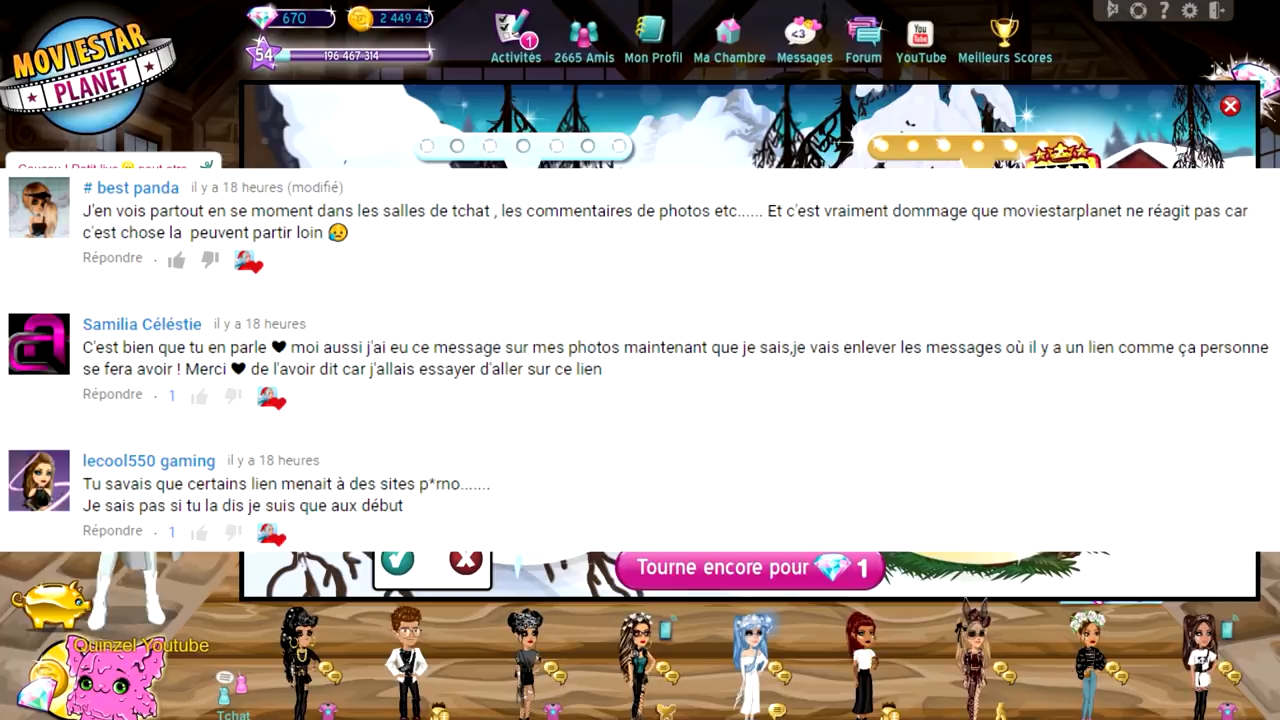 MOVIESTAR
PLANET
670
2 449 43
54
196 467 314
1
Activités
2665 Amis
Mon Profil
Ma Chambre
<3
Messages
Forum
You
Tube
YouTube
Meilleurs Scores
# best panda il y a 18 heures (modifié)
J'en vois partout en se moment dans les salles de tchat , les commentaires de photos etc...... Et c'est vraiment dommage que moviestarplanet ne réagit pas car
c'est chose la peuvent partir loin 😥
Répondre .
Samilia Céléstie il y a 18 heures
C'est bien que tu en parle ♥ moi aussi j'ai eu ce message sur mes photos maintenant que je sais,je vais enlever les messages où il y a un lien comme ça personne
se fera avoir ! Merci ♥ de l'avoir dit car j'allais essayer d'aller sur ce lien
Répondre . 1
lecool550 gaming il y a 18 heures
Tu savais que certains lien menait à des sites p*rno.......
Je sais pas si tu la dis je suis que aux début
Répondre . 1
Tourne encore pour 1
Quinzel Youtube
Tchat